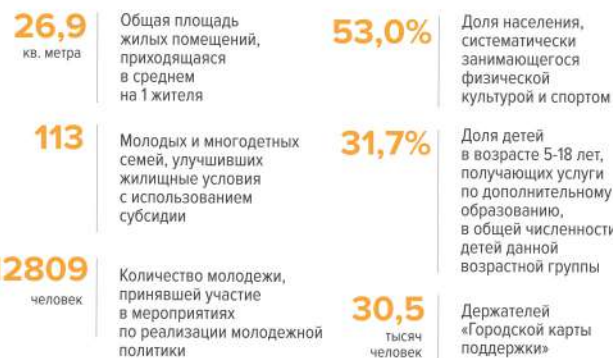 26,9
кв. метра
Общая площадь
жилых помещений,
приходящаяся
в среднем
на 1 жителя
113
Молодых и многодетных
семей, улучшивших
жилищные условия
с использованием
субсидии
2809
человек
Количество молодежи,
принявшей участие
в мероприятиях
по реализации молодежной
политики
53,0%
Доля населения,
систематически
занимающегося
физической
культурой и спортом
31,7%
Доля детей
в возрасте 5-18 лет,
получающих услуги
по дополнительному
образованию,
в общей численности
детей данной
возрастной группы
30,5
тысяч
человек
Держателей
«Городской карты
поддержки»